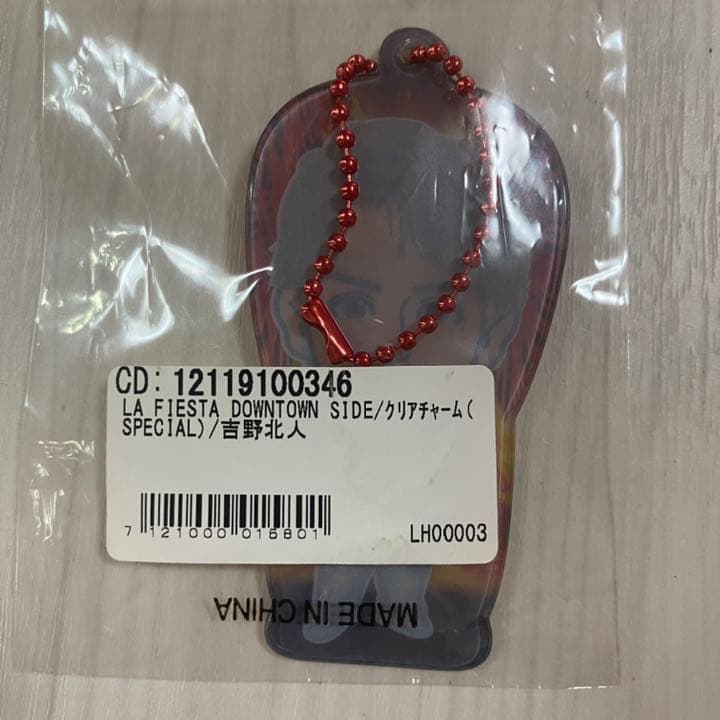 CD: 12119100346
LA FIESTA DOWNTOWN SIDE/クリアチャーム(
SPECIAL)/吉野北人
7 121000 015801
LH00003
MADE IN CHINA